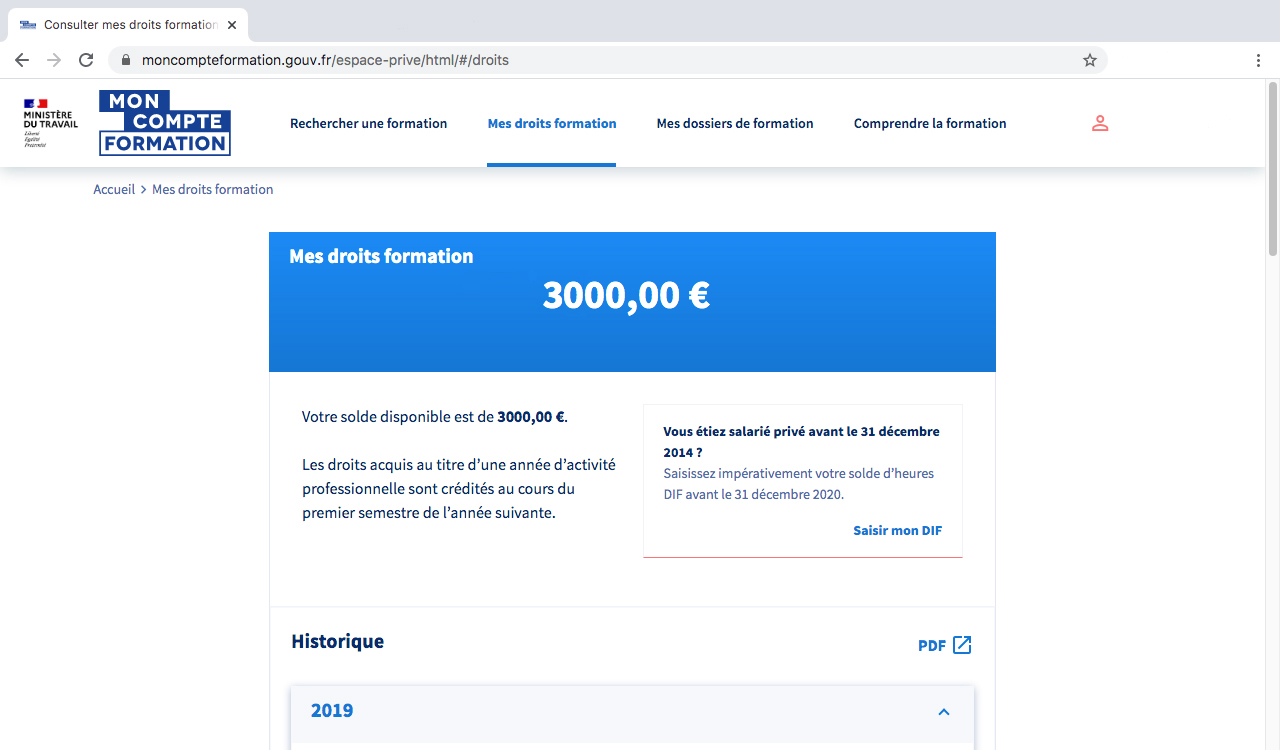 Consulter mes droits formation
moncompteformation.gouv.fr/espace-prive/html/#/droits
MINISTÈRE
DU TRAVAIL
Liberté
Égalité
Fraternité
MON
COMPTE
FORMATION
Rechercher une formation
Mes droits formation
Mes dossiers de formation
Comprendre la formation
Accueil > Mes droits formation
Mes droits formation
3000,00 €
Votre solde disponible est de 3000,00 €.
Les droits acquis au titre d’une année d’activité
professionnelle sont crédités au cours du
premier semestre de l’année suivante.
Vous étiez salarié privé avant le 31 décembre
2014 ?
Saisissez impérativement votre solde d’heures
DIF avant le 31 décembre 2020.
Saisir mon DIF
Historique
PDF
2019